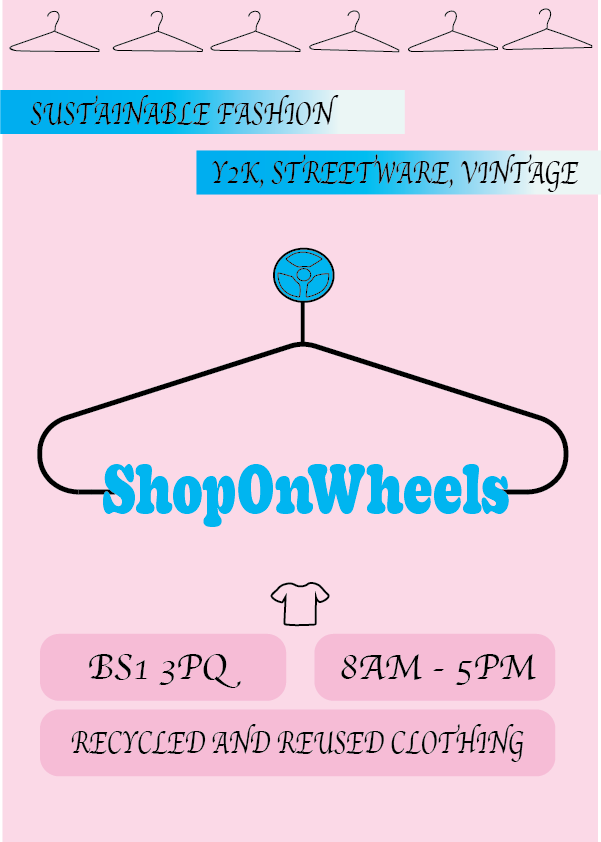 SUSTAINABLE FASHION
Y2K, STREETWARE, VINTAGE
ShopOnWheels
BS1 3PQ
8AM - 5PM
RECYCLED AND REUSED CLOTHING